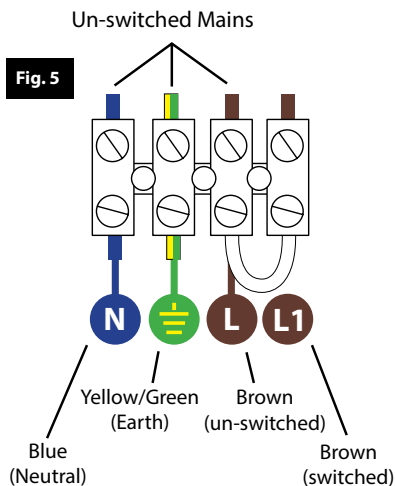 Un-switched Mains
Fig. 5
N
L
L1
Yellow/Green
(Earth)
Brown
(un-switched)
Blue
(Neutral)
Brown
(switched)